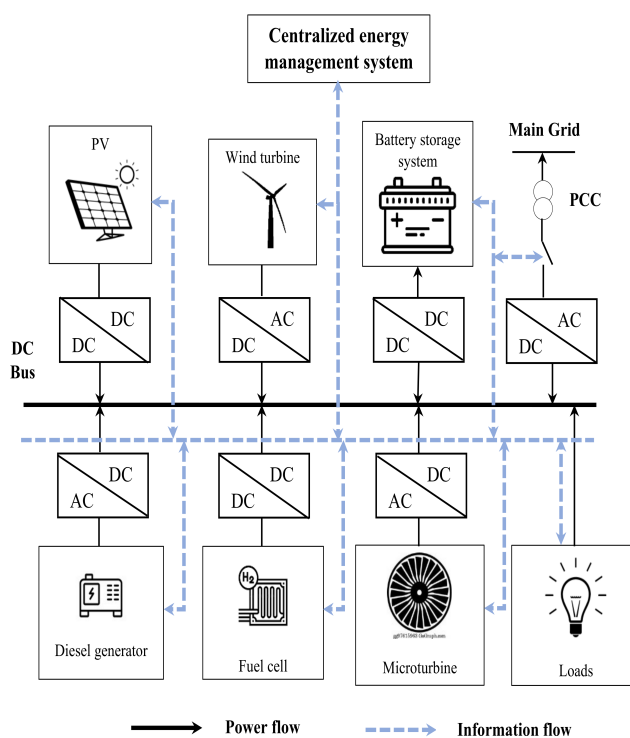 Centralized energy
management system
PV
Wind turbine
Battery storage
system
Main Grid
PCC
DC
DC
AC
DC
DC
DC
AC
DC
DC
Bus
DC
AC
DC
DC
DC
AC
H2
Diesel generator
Fuel cell
Microturbine
Loads
Power flow
Information flow